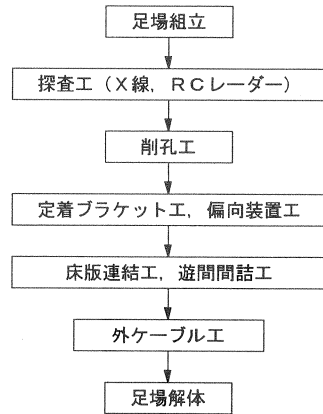 足場組立
探査工（Ｘ線，ＲＣレーダー）
削孔工
定着ブラケット工，偏向装置工
床版連結工，遊間間詰工
外ケーブル工
足場解体